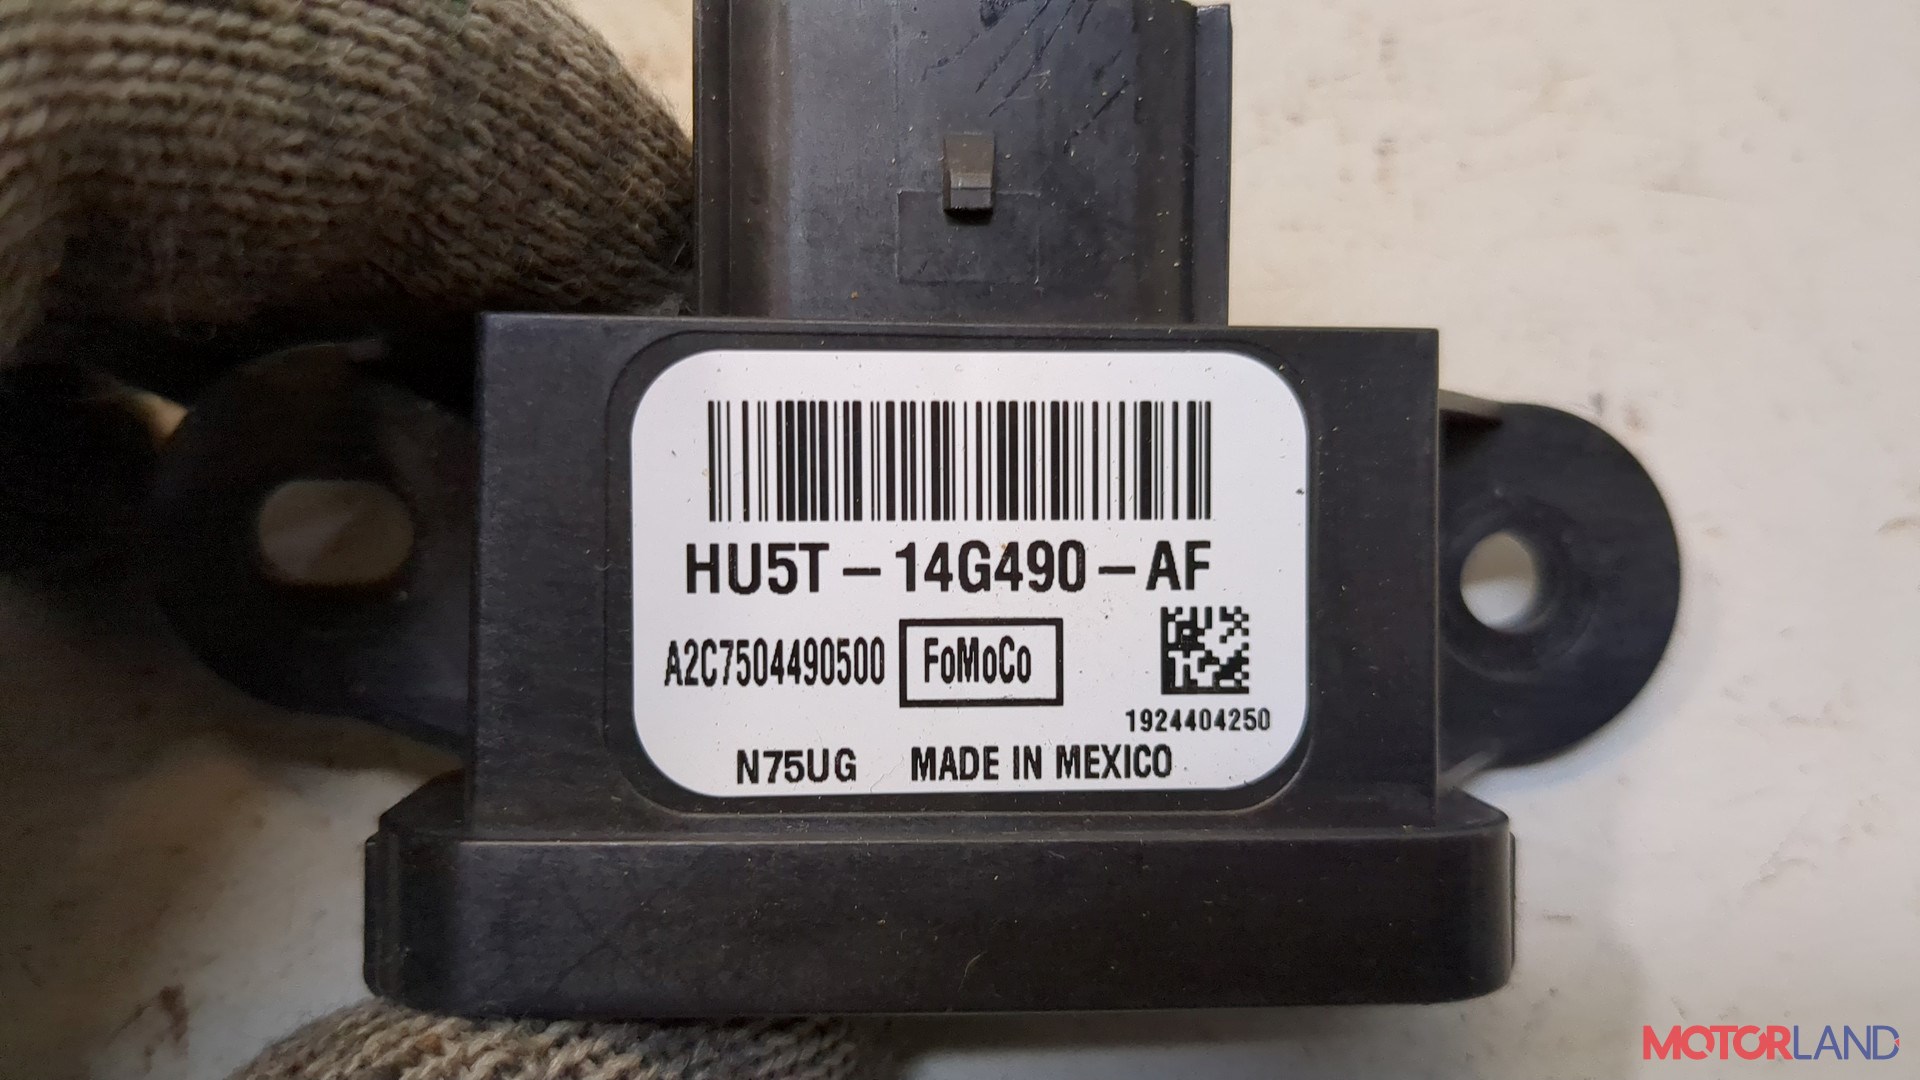 HU5T-14G490-AF
A2C7504490500 FoMoCo
1924404250
N75UG MADE IN MEXICO
MOTORLAND